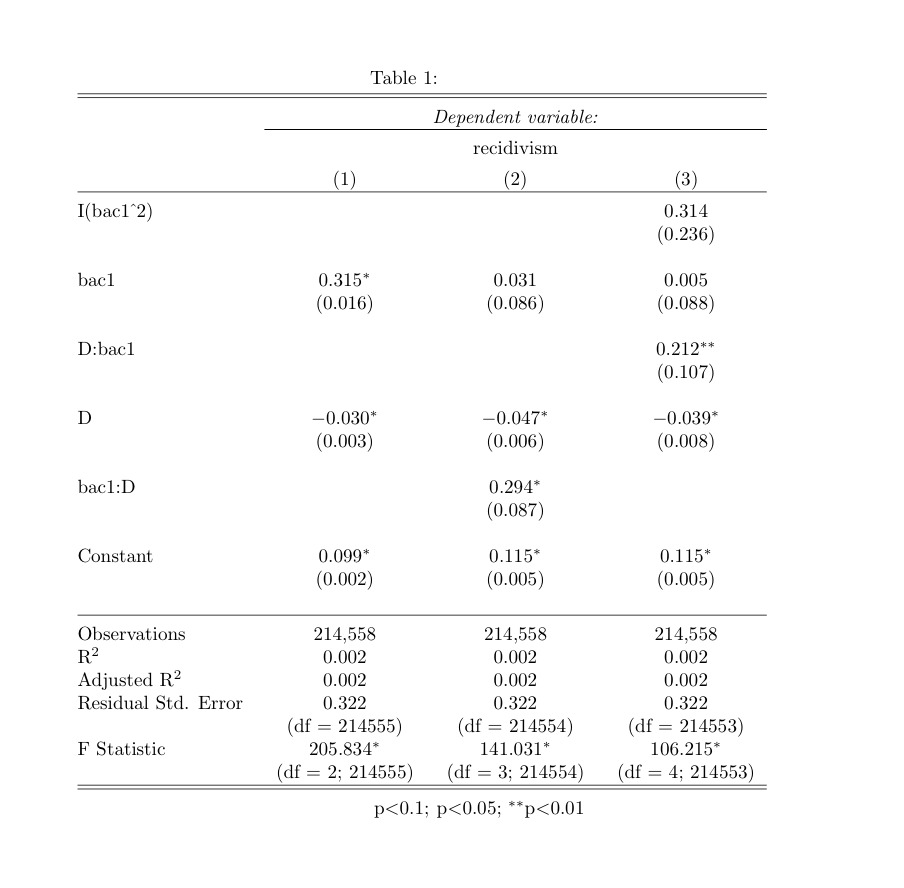 Table 1:
Dependent variable:
recidivism
(1) (2) (3)
I(bac1^2) 0.314
(0.236)
bac1 0.315* 0.031 0.005
(0.016) (0.086) (0.088)
D:bac1 0.212**
(0.107)
D −0.030* −0.047* −0.039*
(0.003) (0.006) (0.008)
bac1:D 0.294*
(0.087)
Constant 0.099* 0.115* 0.115*
(0.002) (0.005) (0.005)
Observations 214,558 214,558 214,558
R² 0.002 0.002 0.002
Adjusted R² 0.002 0.002 0.002
Residual Std. Error 0.322 0.322 0.322
(df = 214555) (df = 214554) (df = 214553)
F Statistic 205.834* 141.031* 106.215*
(df = 2; 214555) (df = 3; 214554) (df = 4; 214553)
p<0.1; p<0.05; **p<0.01